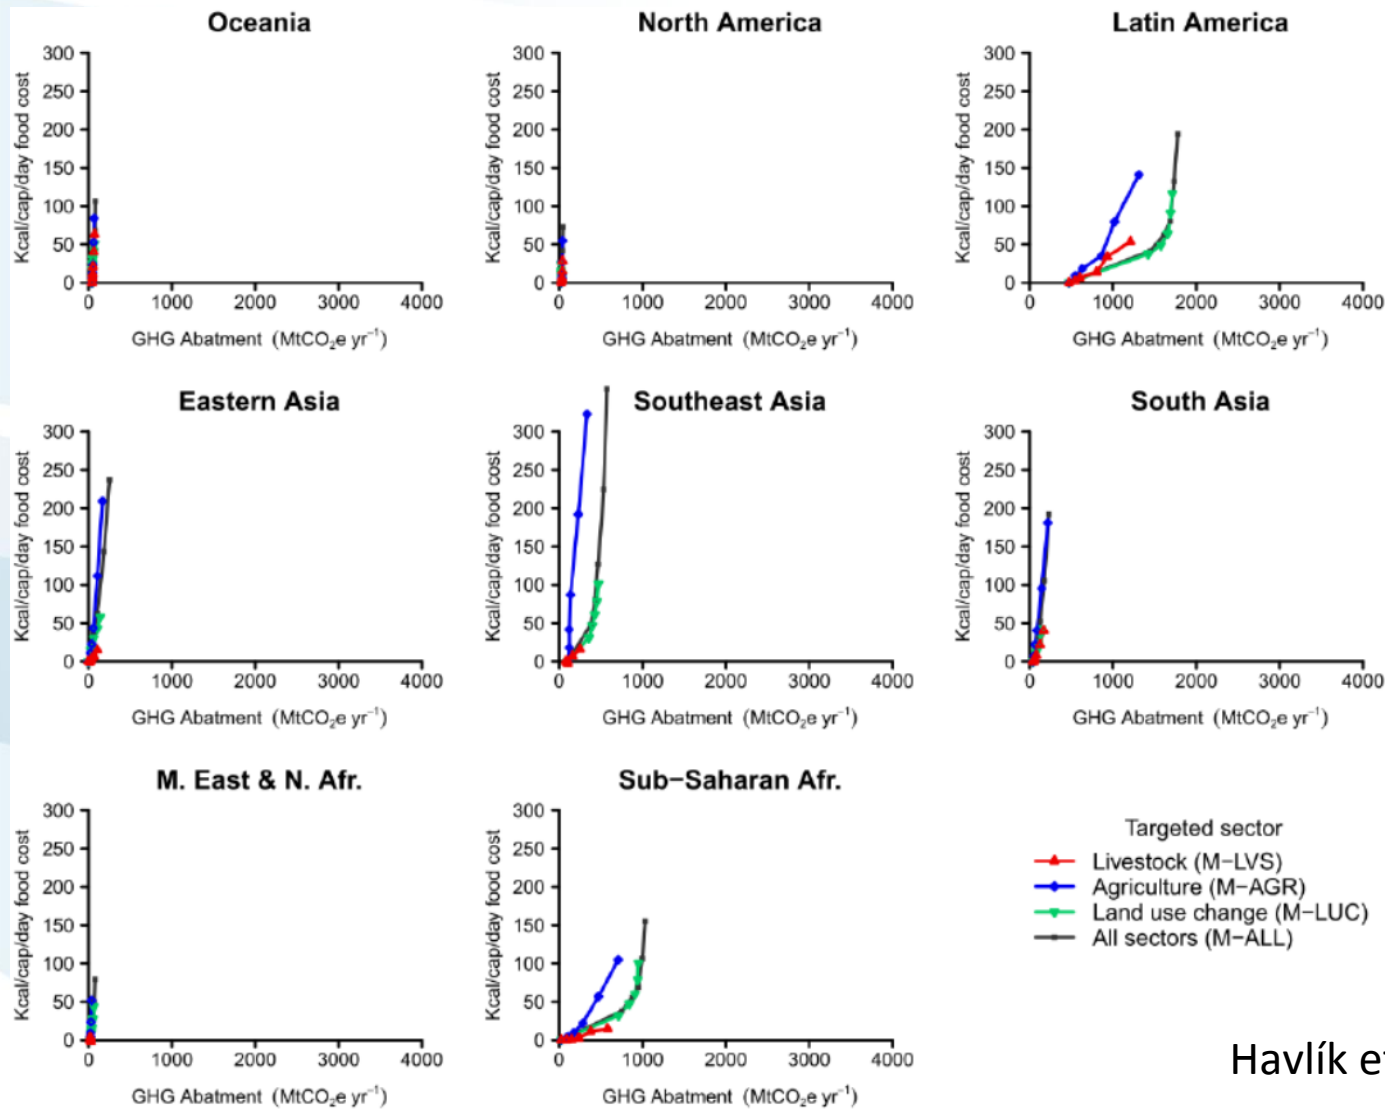 Oceania
Kcal/cap/day food cost
300
250
200
150
100
50
0
0 1000 2000 3000 4000
GHG Abatment (MtCO₂e yr⁻¹)
North America
Kcal/cap/day food cost
300
250
200
150
100
50
0
0 1000 2000 3000 4000
GHG Abatment (MtCO₂e yr⁻¹)
Latin America
Kcal/cap/day food cost
300
250
200
150
100
50
0
0 1000 2000 3000 4000
GHG Abatment (MtCO₂e yr⁻¹)
Eastern Asia
Kcal/cap/day food cost
300
250
200
150
100
50
0
0 1000 2000 3000 4000
GHG Abatment (MtCO₂e yr⁻¹)
Southeast Asia
Kcal/cap/day food cost
300
250
200
150
100
50
0
0 1000 2000 3000 4000
GHG Abatment (MtCO₂e yr⁻¹)
South Asia
Kcal/cap/day food cost
300
250
200
150
100
50
0
0 1000 2000 3000 4000
GHG Abatment (MtCO₂e yr⁻¹)
M. East & N. Afr.
Kcal/cap/day food cost
300
250
200
150
100
50
0
0 1000 2000 3000 4000
GHG Abatment (MtCO₂e yr⁻¹)
Sub−Saharan Afr.
Kcal/cap/day food cost
300
250
200
150
100
50
0
0 1000 2000 3000 4000
GHG Abatment (MtCO₂e yr⁻¹)
Targeted sector
Livestock (M−LVS)
Agriculture (M−AGR)
Land use change (M−LUC)
All sectors (M−ALL)
Havlík et